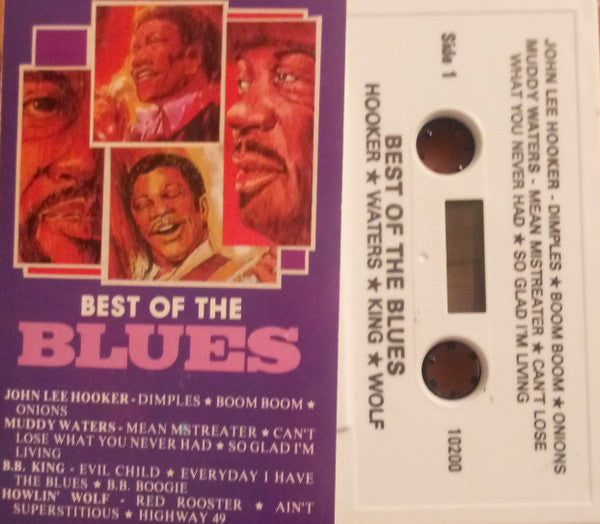 BEST OF THE
BLUES
JOHN LEE HOOKER - DIMPLES ★ BOOM BOOM ★
ONIONS
MUDDY WATERS - MEAN MSTREATER ★ CAN'T
LOSE WHAT YOU NEVER HAD ★ SO GLAD I'M
LIVING
B.B. KING - EVIL CHILD ★ EVERYDAY I HAVE
THE BLUES ★ B.B. BOOGIE
HOWLIN' WOLF - RED ROOSTER ★ AIN'T
SUPERSTITIOUS ★ HIGHWAY 49
JOHN LEE HOOKER - DIMPLES ★ BOOM BOOM ★ ONIONS
MUDDY WATERS - MEAN MISTREATER ★ CAN'T LOSE
WHAT YOU NEVER HAD ★ SO GLAD I'M LIVING
Side 1
10200
BEST OF THE BLUES
HOOKER ★ WATERS ★ KING ★ WOLF